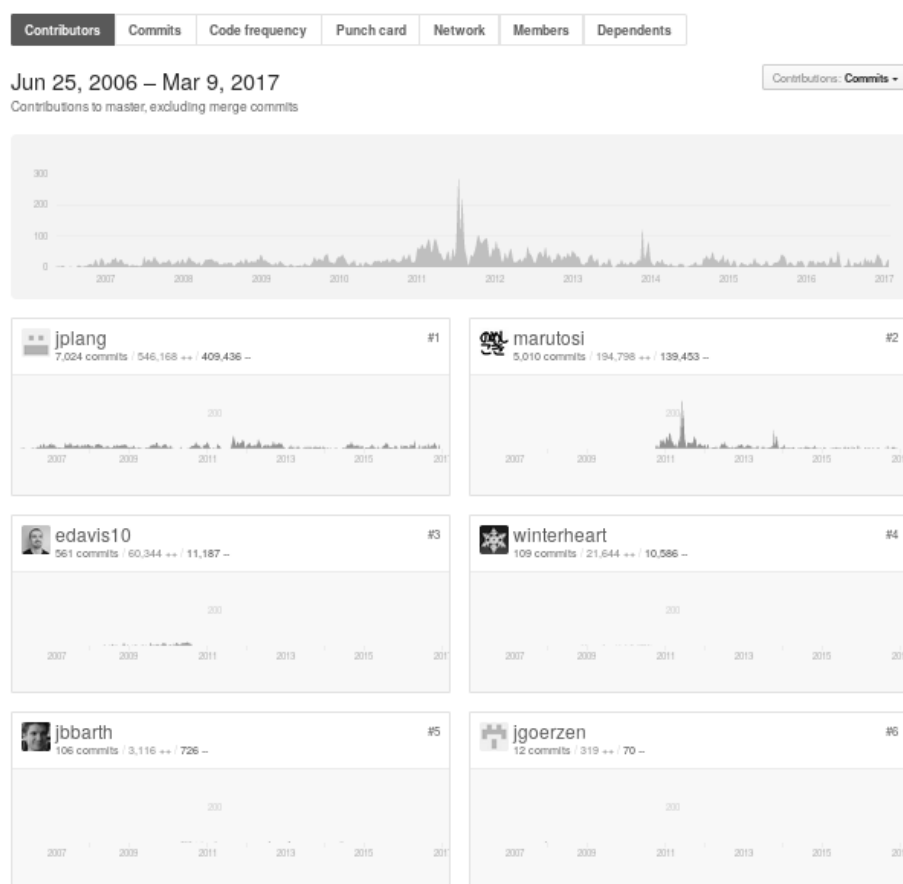 Contributors Commits Code frequency Punch card Network Members Dependents
Jun 25, 2006 – Mar 9, 2017
Contributions: Commits
Contributions to master, excluding merge commits
300
200
100
0
2007 2008 2009 2010 2011 2012 2013 2014 2015 2016 2017
jplang #1
7,024 commits / 546,168 ++ / 409,436 --
200
2007 2009 2011 2013 2015 201
marutosi #2
5,010 commits / 194,798 ++ / 139,453 --
200
2007 2009 2011 2013 2015 20
edavis10 #3
561 commits / 60,344 ++ / 11,187 --
200
2007 2009 2011 2013 2015 201
winterheart #4
109 commits / 21,644 ++ / 10,586 --
200
2007 2009 2011 2013 2015 20
jbbarth #5
106 commits / 3,116 ++ / 726 --
200
2007 2009 2011 2013 2015 201
jgoerzen #6
12 commits / 319 ++ / 70 --
200
2007 2009 2011 2013 2015 20